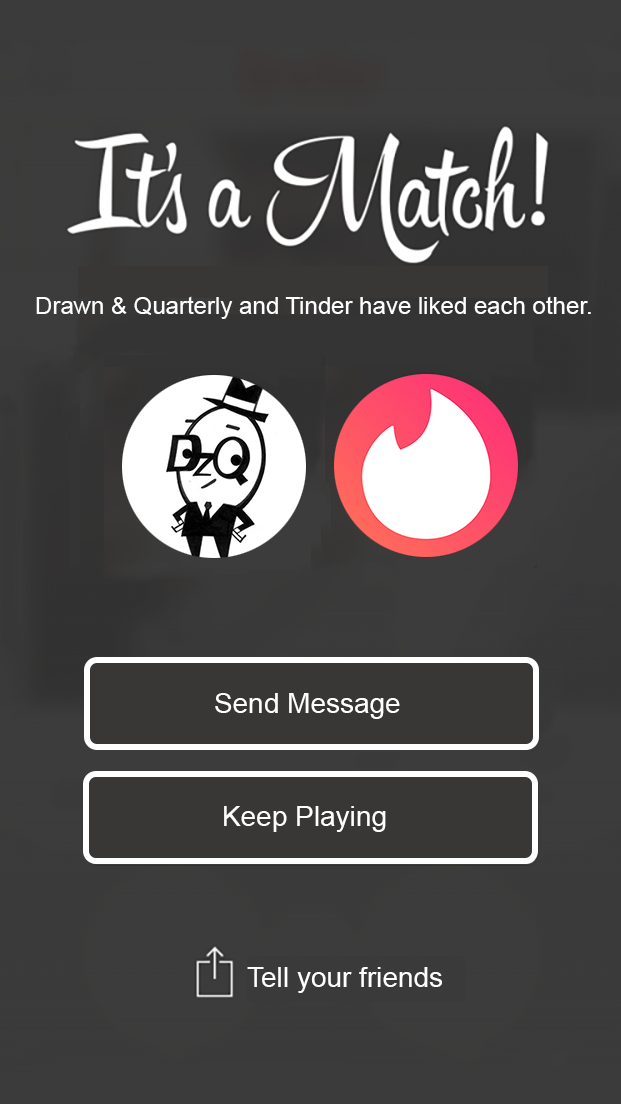 It's a Match!
Drawn & Quarterly and Tinder have liked each other.
D&Q
Send Message
Keep Playing
Tell your friends